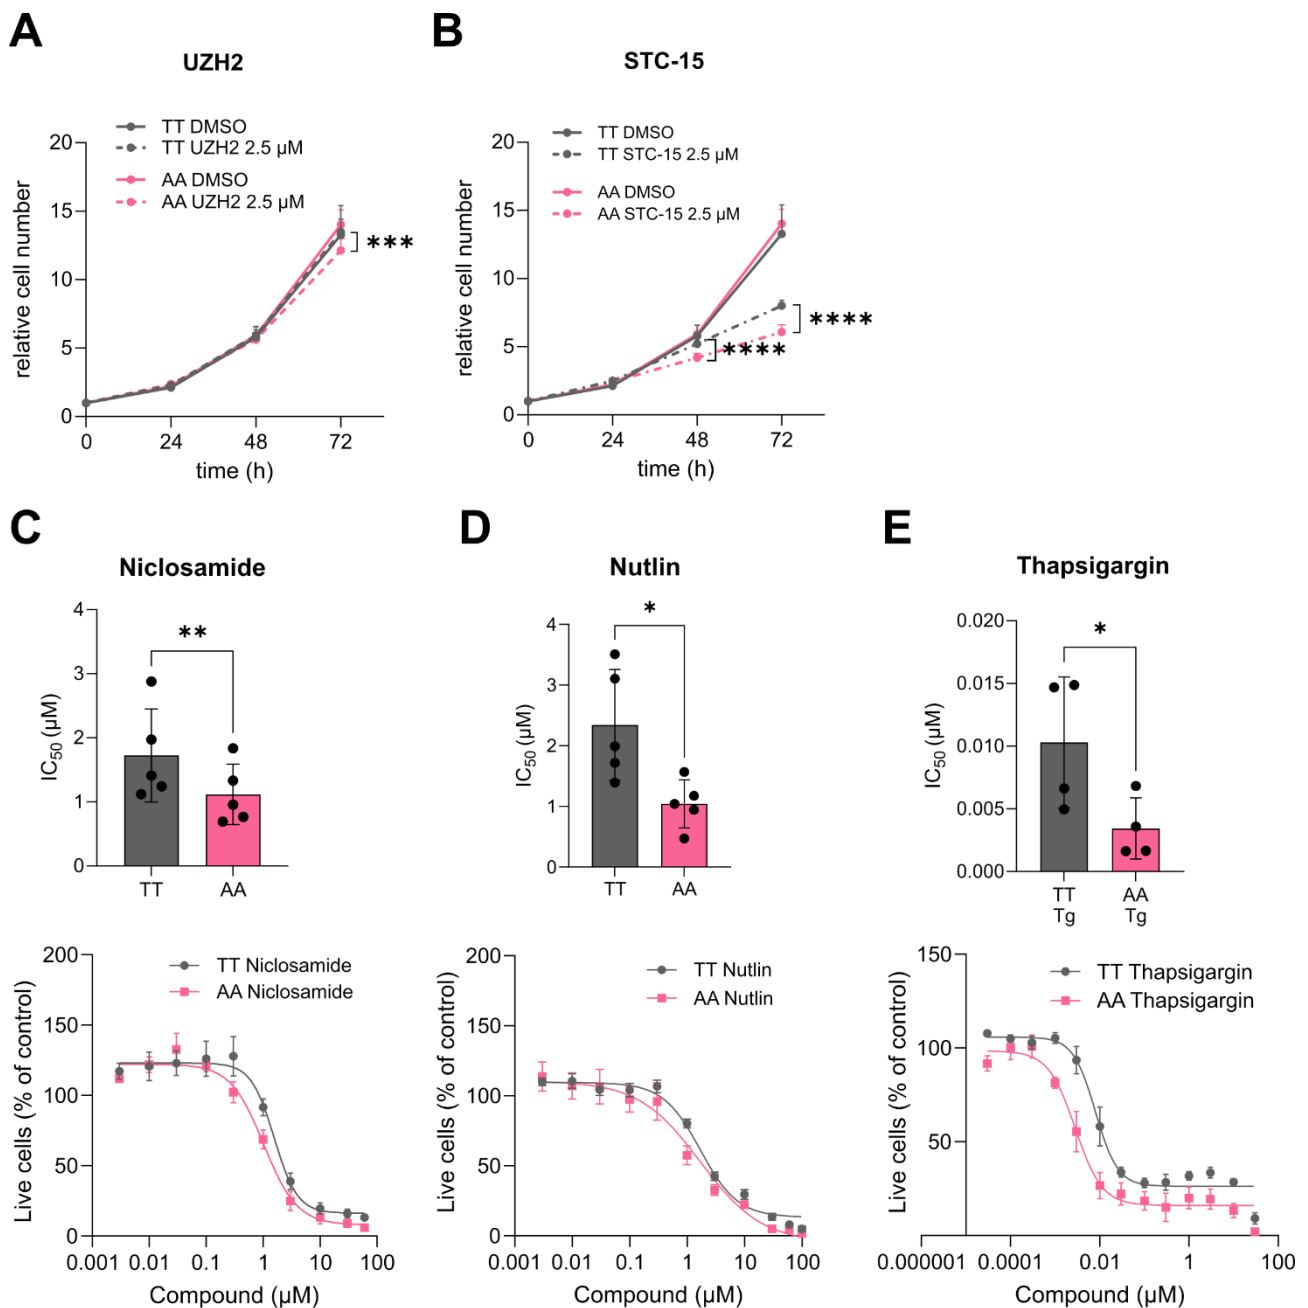 A
UZH2
TT DMSO
TT UZH2 2.5 µM
AA DMSO
AA UZH2 2.5 µM
relative cell number
20
15
10
5
0
0 24 48 72
time (h)
***
B
STC-15
TT DMSO
TT STC-15 2.5 µM
AA DMSO
AA STC-15 2.5 µM
relative cell number
20
15
10
5
0
0 24 48 72
time (h)
****
****
C
Niclosamide
IC50 (µM)
4
3
2
1
0
**
TT AA
Live cells (% of control)
200
150
100
50
0
TT Niclosamide
AA Niclosamide
0.001 0.01 0.1 1 10 100
Compound (µM)
D
Nutlin
IC50 (µM)
4
3
2
1
0
*
TT AA
Live cells (% of control)
200
150
100
50
0
TT Nutlin
AA Nutlin
0.001 0.01 0.1 1 10 100
Compound (µM)
E
Thapsigargin
IC50 (µM)
0.020
0.015
0.010
0.005
0.000
*
TT AA
Tg Tg
Live cells (% of control)
150
100
50
TT Thapsigargin
AA Thapsigargin
0.000001 0.0001 0.01 1 100
Compound (µM)